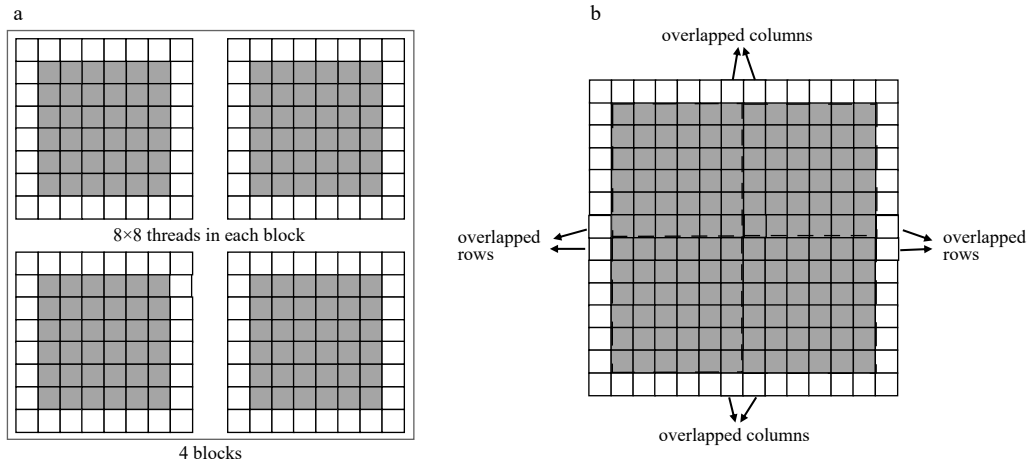 a
8×8 threads in each block
4 blocks
b
overlapped columns
overlapped
rows
overlapped
rows
overlapped columns